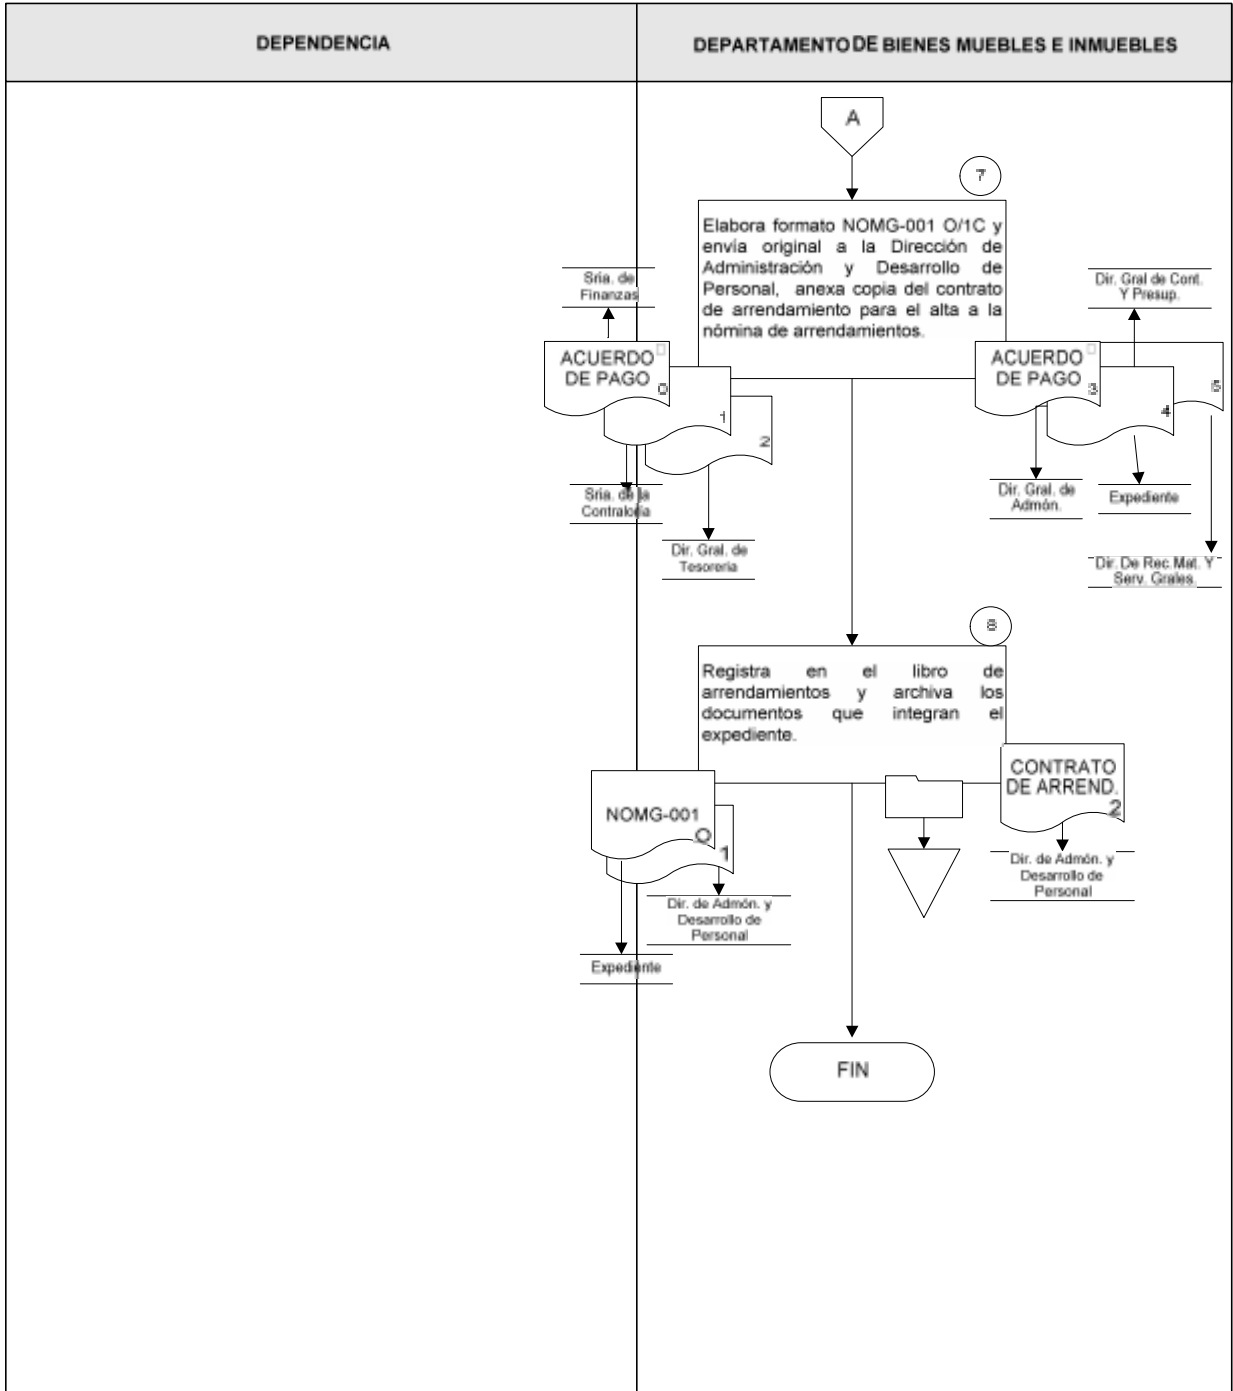 DEPENDENCIA
DEPARTAMENTO DE BIENES MUEBLES E INMUEBLES
A
7
Elabora formato NOMG-001 O/1C y
envía original a la Dirección de
Administración y Desarrollo de
Personal, anexa copia del contrato
de arrendamiento para el alta a la
nómina de arrendamientos.
Sria. de
Finanzas
ACUERDO
DE PAGO
0
1
2
Sria. de la
Contraloría
Dir. Gral. de
Tesorería
Dir. Gral de Cont.
Y Presup.
ACUERDO
DE PAGO
3
4
5
Dir. Gral. de
Admón.
Expediente
Dir. De Rec.Mat. Y
Serv. Grales.
8
Registra en el libro de
arrendamientos y archiva los
documentos que integran el
expediente.
NOMG-001
O
1
Dir. de Admón. y
Desarrollo de
Personal
Expediente
CONTRATO
DE ARREND.
2
Dir. de Admón. y
Desarrollo de
Personal
FIN